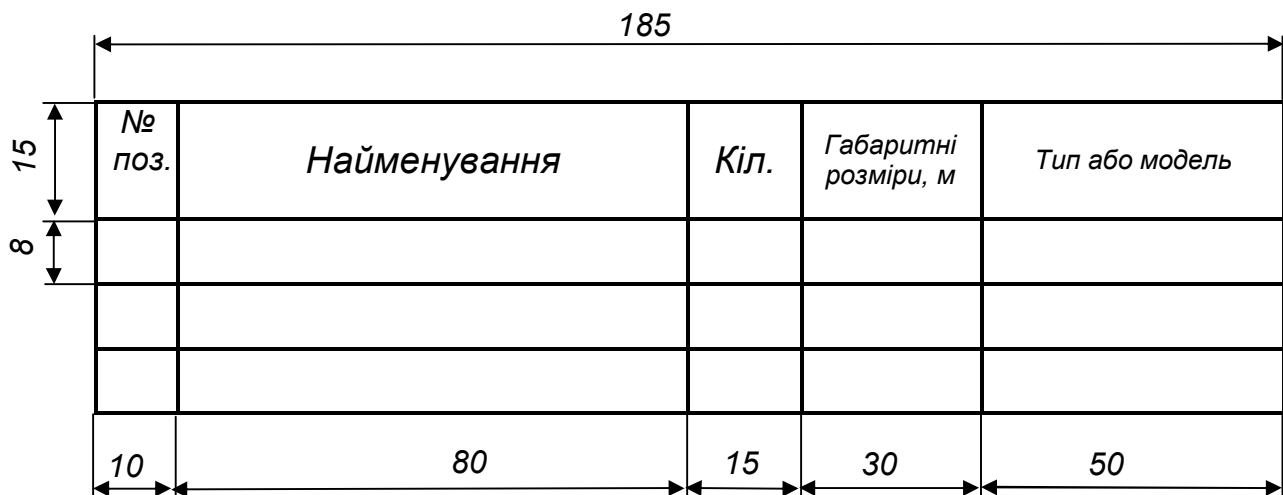 185
№
поз.
Найменування
Кіл.
Габаритні
розміри, м
Тип або модель
15
8
10
80
15
30
50